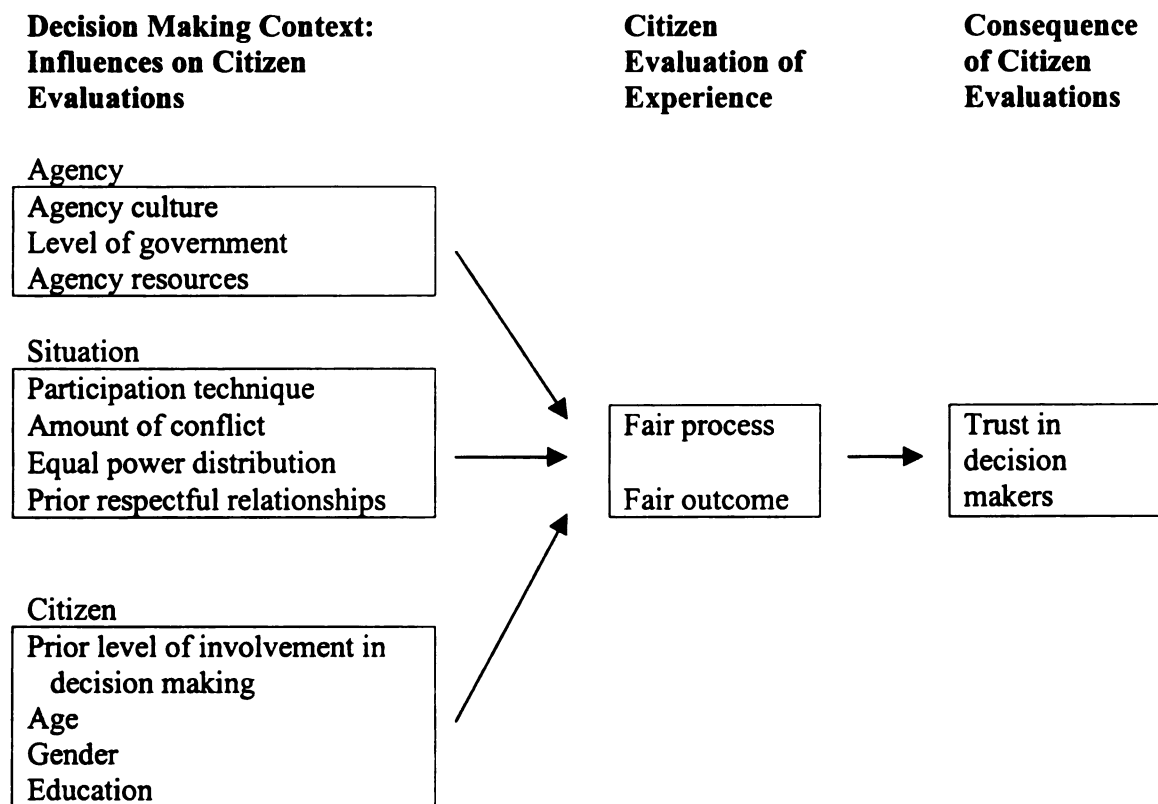 Decision Making Context:
Influences on Citizen
Evaluations
Citizen
Evaluation of
Experience
Consequence
of Citizen
Evaluations
Agency
Agency culture
Level of government
Agency resources
Situation
Participation technique
Amount of conflict
Equal power distribution
Prior respectful relationships
Fair process
Fair outcome
Trust in
decision
makers
Citizen
Prior level of involvement in
decision making
Age
Gender
Education